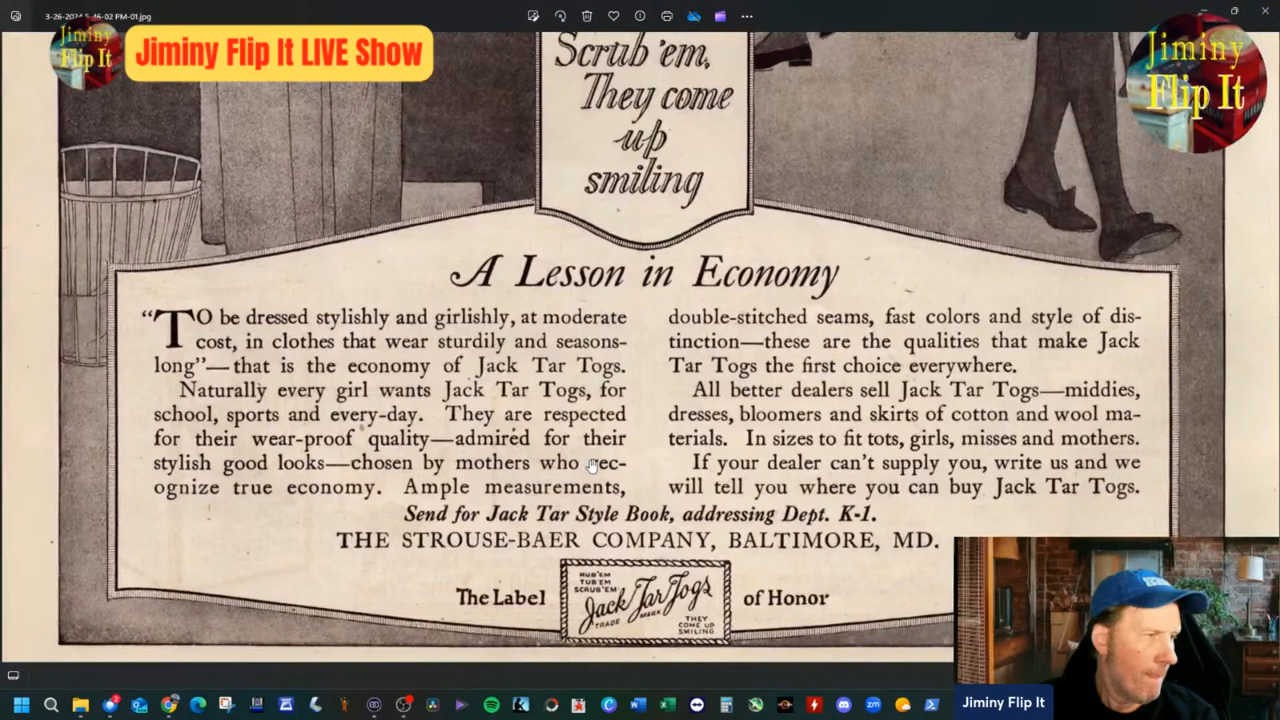 3-26-2024 5-46-02 PM-01.jpg
Jiminy
Flip It
Jiminy Flip It LIVE Show
Jiminy
Flip It
Scrub 'em,
They come
up
smiling
A Lesson in Economy
"TO be dressed stylishly and girlishly, at moderate
cost, in clothes that wear sturdily and seasons-
long"—that is the economy of Jack Tar Togs.
Naturally every girl wants Jack Tar Togs, for
school, sports and every-day. They are respected
for their wear-proof quality—admired for their
stylish good looks—chosen by mothers who rec-
ognize true economy. Ample measurements,
double-stitched seams, fast colors and style of dis-
tinction—these are the qualities that make Jack
Tar Togs the first choice everywhere.
All better dealers sell Jack Tar Togs—middies,
dresses, bloomers and skirts of cotton and wool ma-
terials. In sizes to fit tots, girls, misses and mothers.
If your dealer can't supply you, write us and we
will tell you where you can buy Jack Tar Togs.
Send for Jack Tar Style Book, addressing Dept. K-1.
THE STROUSE-BAER COMPANY, BALTIMORE, MD.
The Label
RUB'EM
TUB'EM
SCRUB'EM
Jack Tar Togs
TRADE MARK
THEY
COME UP
SMILING
of Honor
Jiminy Flip It